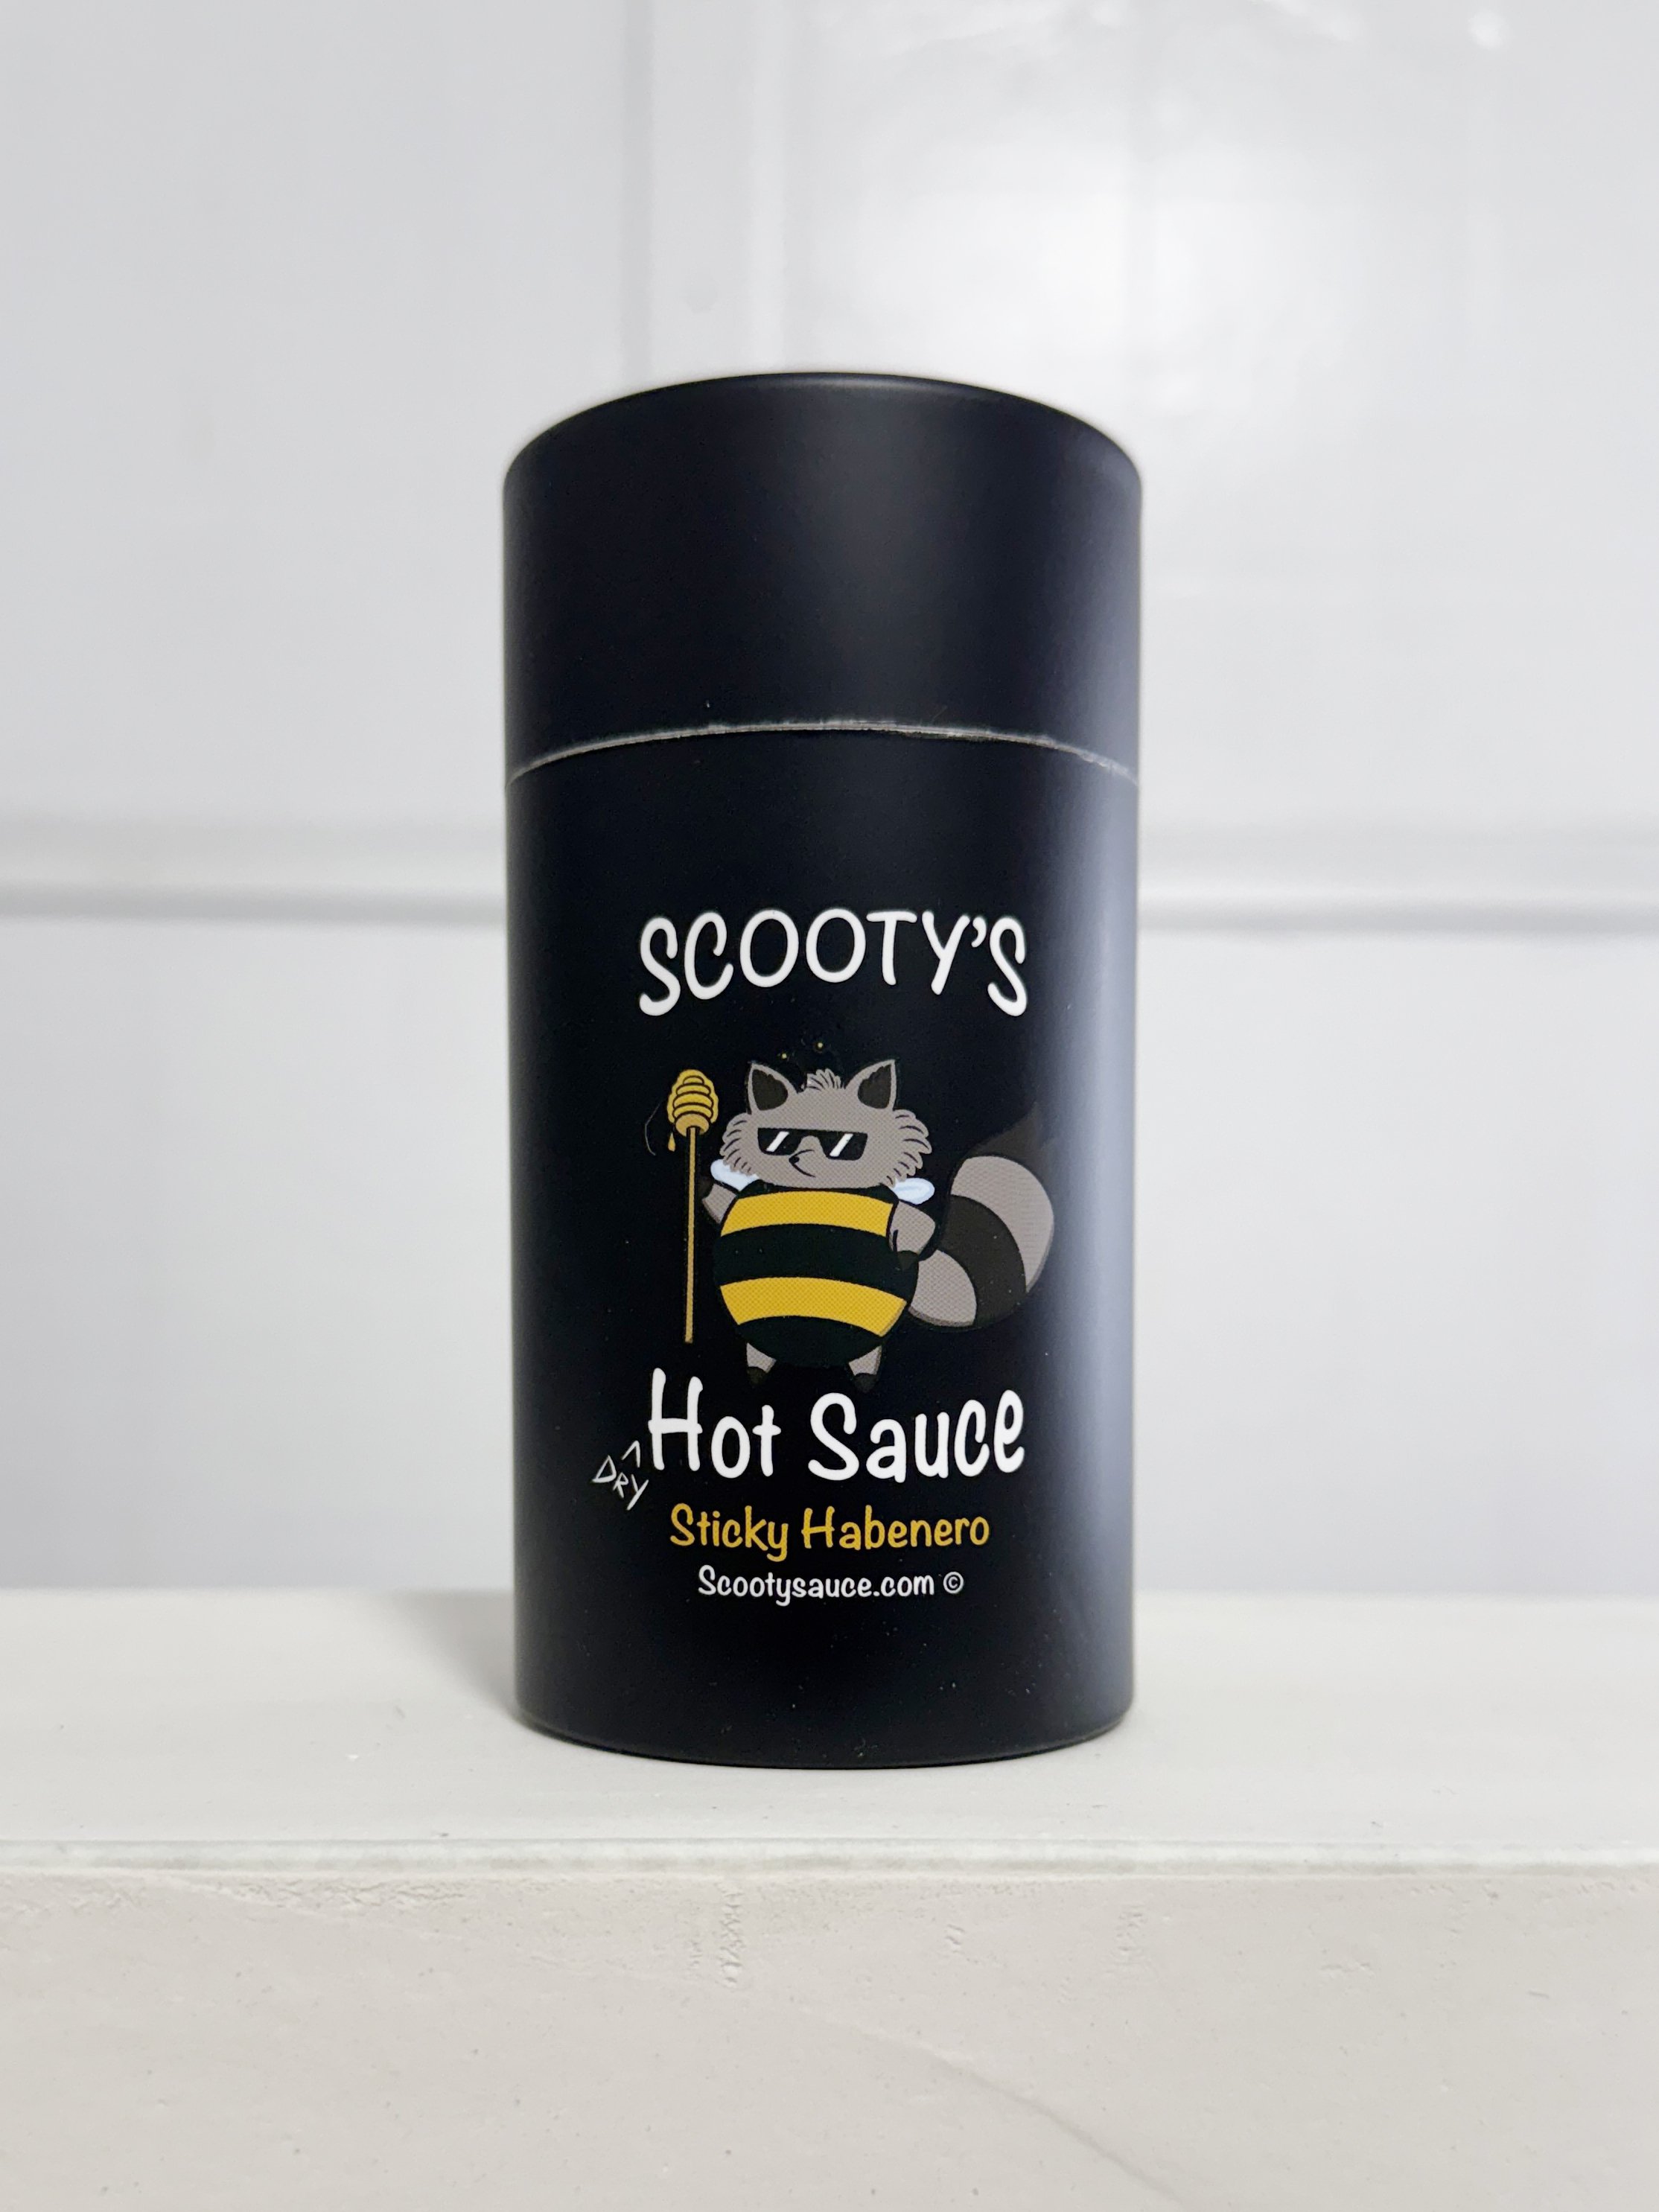 SCOOTY'S
Hot Sauce
^
DRY
Sticky Habenero
Scootysauce.com ©